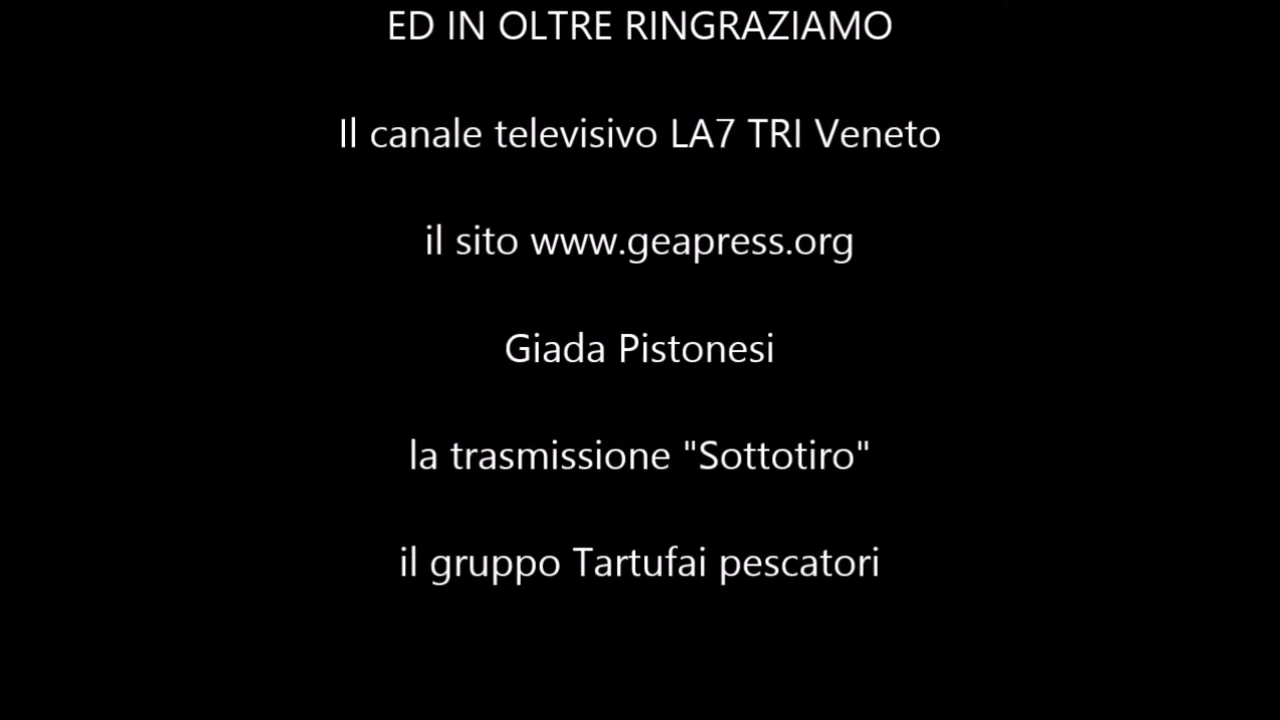 ED IN OLTRE RINGRAZIAMO
Il canale televisivo LA7 TRI Veneto
il sito www.geapress.org
Giada Pistonesi
la trasmissione "Sottotiro"
il gruppo Tartufai pescatori